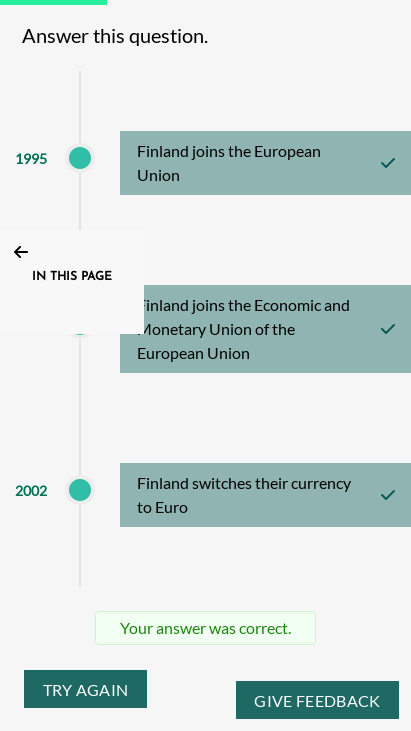 Answer this question.
1995
Finland joins the European
Union
IN THIS PAGE
Finland joins the Economic and
Monetary Union of the
European Union
2002
Finland switches their currency
to Euro
Your answer was correct.
TRY AGAIN
GIVE FEEDBACK